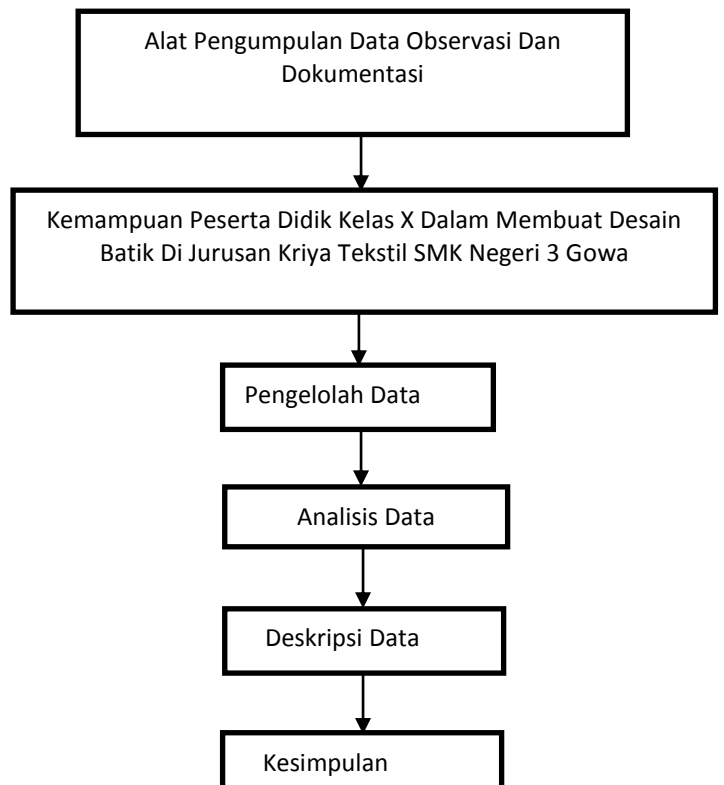 Alat Pengumpulan Data Observasi Dan
Dokumentasi
Kemampuan Peserta Didik Kelas X Dalam Membuat Desain
Batik Di Jurusan Kriya Tekstil SMK Negeri 3 Gowa
Pengelolah Data
Analisis Data
Deskripsi Data
Kesimpulan